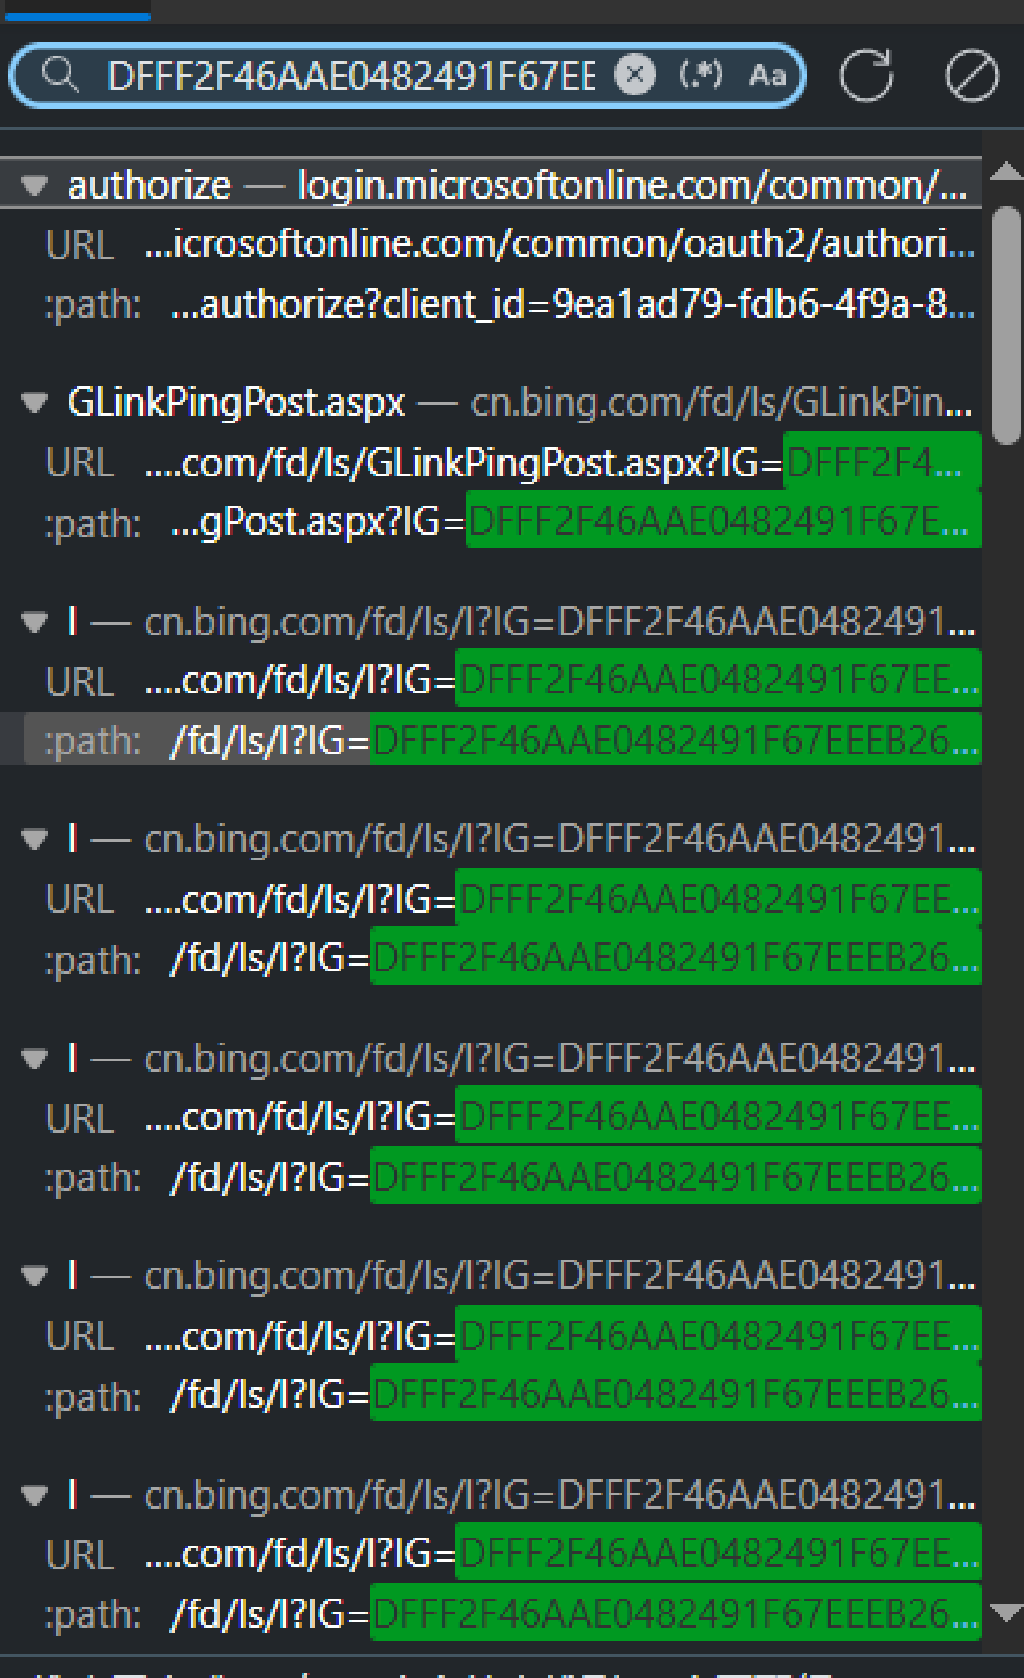 DFFF2F46AAE0482491F67EE (.*) Aa
authorize — login.microsoftonline.com/common/...
URL ...icrosoftonline.com/common/oauth2/authori...
:path: ...authorize?client_id=9ea1ad79-fdb6-4f9a-8...
GLinkPingPost.aspx — cn.bing.com/fd/ls/GLinkPin...
URL ....com/fd/ls/GLinkPingPost.aspx?IG=DFFF2F4...
:path: ...gPost.aspx?IG=DFFF2F46AAE0482491F67E...
l — cn.bing.com/fd/ls/l?IG=DFFF2F46AAE0482491...
URL ....com/fd/ls/l?IG=DFFF2F46AAE0482491F67EE...
:path: /fd/ls/l?IG=DFFF2F46AAE0482491F67EEEB26...
l — cn.bing.com/fd/ls/l?IG=DFFF2F46AAE0482491...
URL ....com/fd/ls/l?IG=DFFF2F46AAE0482491F67EE...
:path: /fd/ls/l?IG=DFFF2F46AAE0482491F67EEEB26...
l — cn.bing.com/fd/ls/l?IG=DFFF2F46AAE0482491...
URL ....com/fd/ls/l?IG=DFFF2F46AAE0482491F67EE...
:path: /fd/ls/l?IG=DFFF2F46AAE0482491F67EEEB26...
l — cn.bing.com/fd/ls/l?IG=DFFF2F46AAE0482491...
URL ....com/fd/ls/l?IG=DFFF2F46AAE0482491F67EE...
:path: /fd/ls/l?IG=DFFF2F46AAE0482491F67EEEB26...
l — cn.bing.com/fd/ls/l?IG=DFFF2F46AAE0482491...
URL ....com/fd/ls/l?IG=DFFF2F46AAE0482491F67EE...
:path: /fd/ls/l?IG=DFFF2F46AAE0482491F67EEEB26...